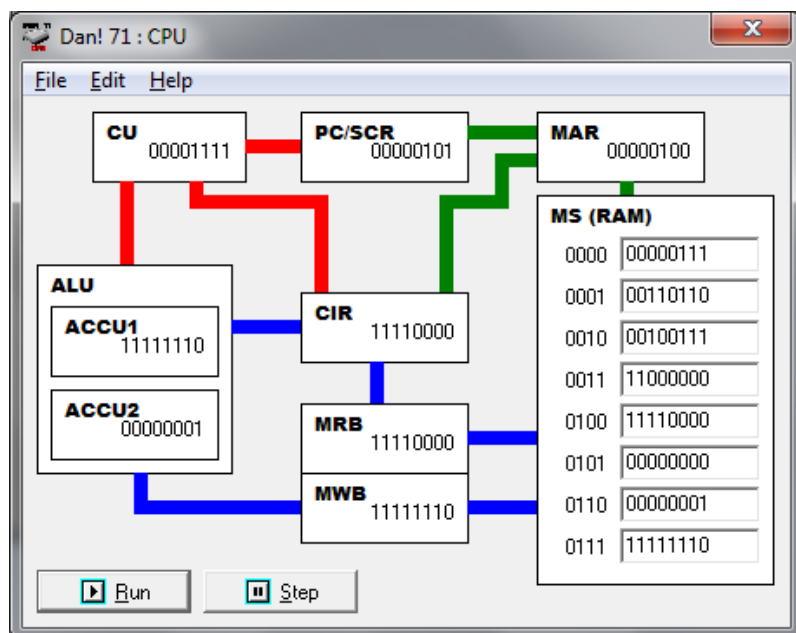 Dan! 71 : CPU
File Edit Help
CU
00001111
PC/SCR
00000101
MAR
00000100
MS (RAM)
0000 00000111
0001 00110110
0010 00100111
0011 11000000
0100 11110000
0101 00000000
0110 00000001
0111 11111110
ALU
ACCU1
11111110
ACCU2
00000001
CIR
11110000
MRB
11110000
MWB
11111110
Run Step